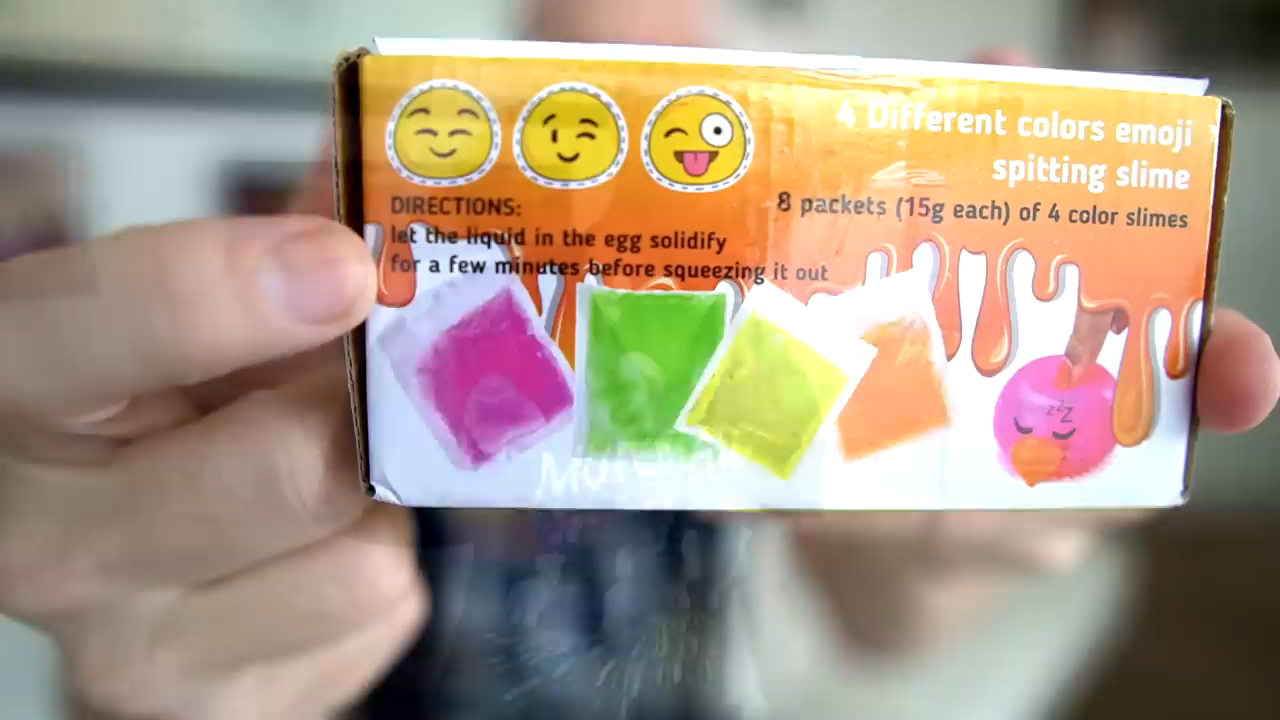 4 Different colors emoji
spitting slime
8 packets (15g each) of 4 color slimes
DIRECTIONS:
let the liquid in the egg solidify
for a few minutes before squeezing it out
zzz